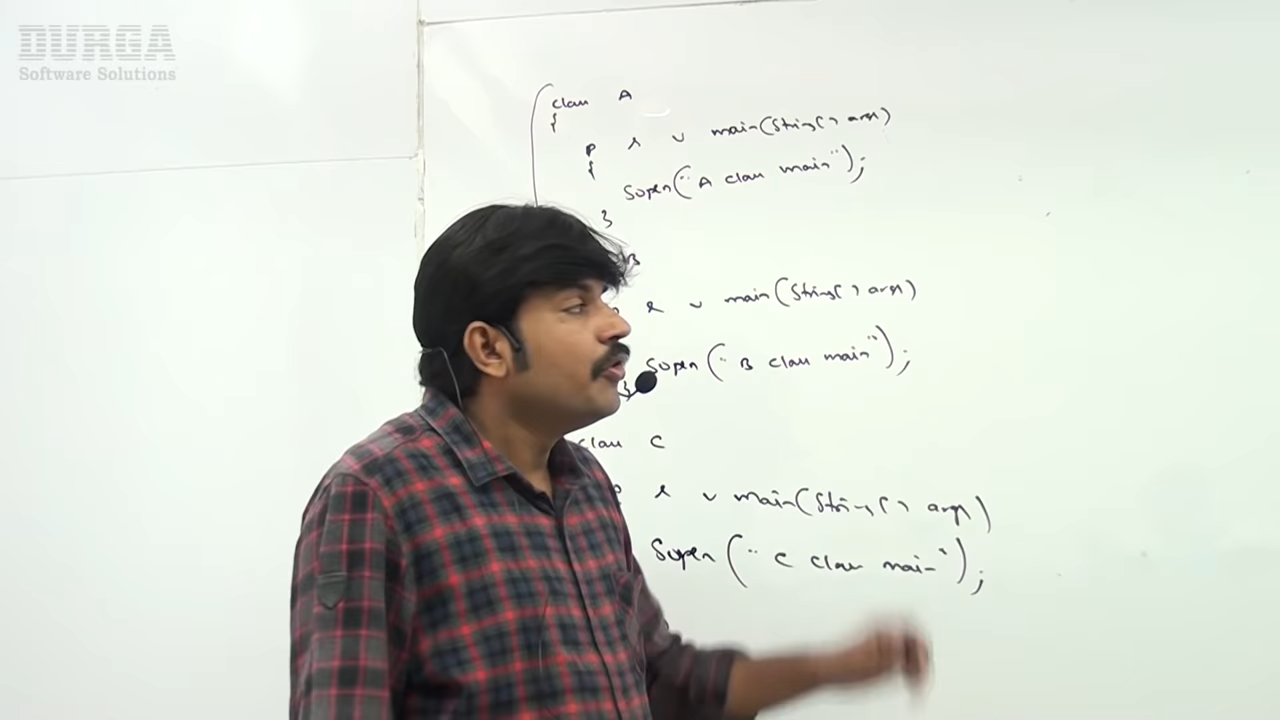 DURGA
Software Solutions
class A
{
p s v main(String[] args)
{
Sopln("A class main");
}
B
s v main(String[] args)
Sopln("B class main");
}
class C
p s v main(String[] args)
Sopln("C class main");